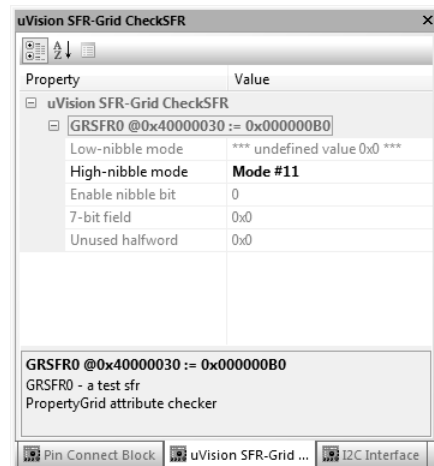 uVision SFR-Grid CheckSFR
Property Value
uVision SFR-Grid CheckSFR
GRSFR0 @0x40000030 := 0x000000B0
Low-nibble mode *** undefined value 0x0 ***
High-nibble mode Mode #11
Enable nibble bit 0
7-bit field 0x0
Unused halfword 0x0
GRSFR0 @0x40000030 := 0x000000B0
GRSFR0 - a test sfr
PropertyGrid attribute checker
Pin Connect Block uVision SFR-Grid ... I2C Interface